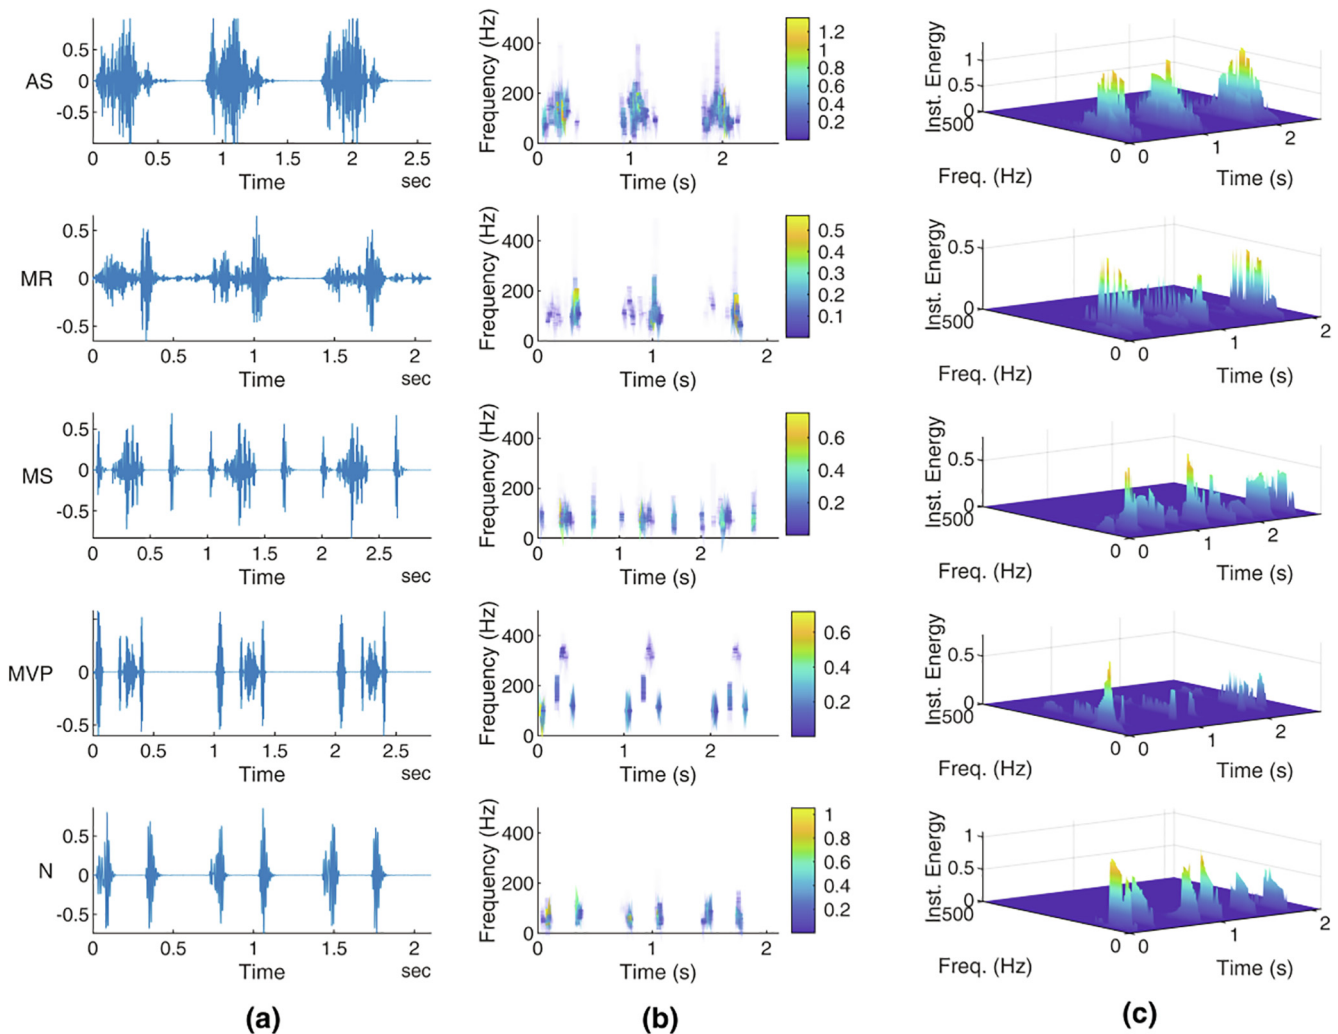 AS
0.5
0
-0.5
0 0.5 1 1.5 2 2.5
Time
sec
Frequency (Hz)
400
200
0
0 1 2
Time (s)
1.2
1
0.8
0.6
0.4
0.2
Inst. Energy
1
0.5
0
500
0 0
1
2
Freq. (Hz)
Time (s)
MR
0.5
0
-0.5
0 0.5 1 1.5 2
Time
sec
Frequency (Hz)
400
200
0
0 1 2
Time (s)
0.5
0.4
0.3
0.2
0.1
Inst. Energy
0.5
0
500
0 0
1
2
Freq. (Hz)
Time (s)
MS
0.5
0
-0.5
0 0.5 1 1.5 2 2.5
Time
sec
Frequency (Hz)
400
200
0
0 1 2
Time (s)
0.6
0.4
0.2
Inst. Energy
0.5
0
500
0 0
1
2
Freq. (Hz)
Time (s)
MVP
0.5
0
-0.5
0 0.5 1 1.5 2 2.5
Time
sec
Frequency (Hz)
400
200
0
0 1 2
Time (s)
0.6
0.4
0.2
Inst. Energy
0.5
0
500
0 0
1
2
Freq. (Hz)
Time (s)
N
0.5
0
-0.5
0 0.5 1 1.5 2
Time
sec
Frequency (Hz)
400
200
0
0 1 2
Time (s)
1
0.8
0.6
0.4
0.2
Inst. Energy
1
0.5
0
500
0 0
1
2
Freq. (Hz)
Time (s)
(a) (b) (c)